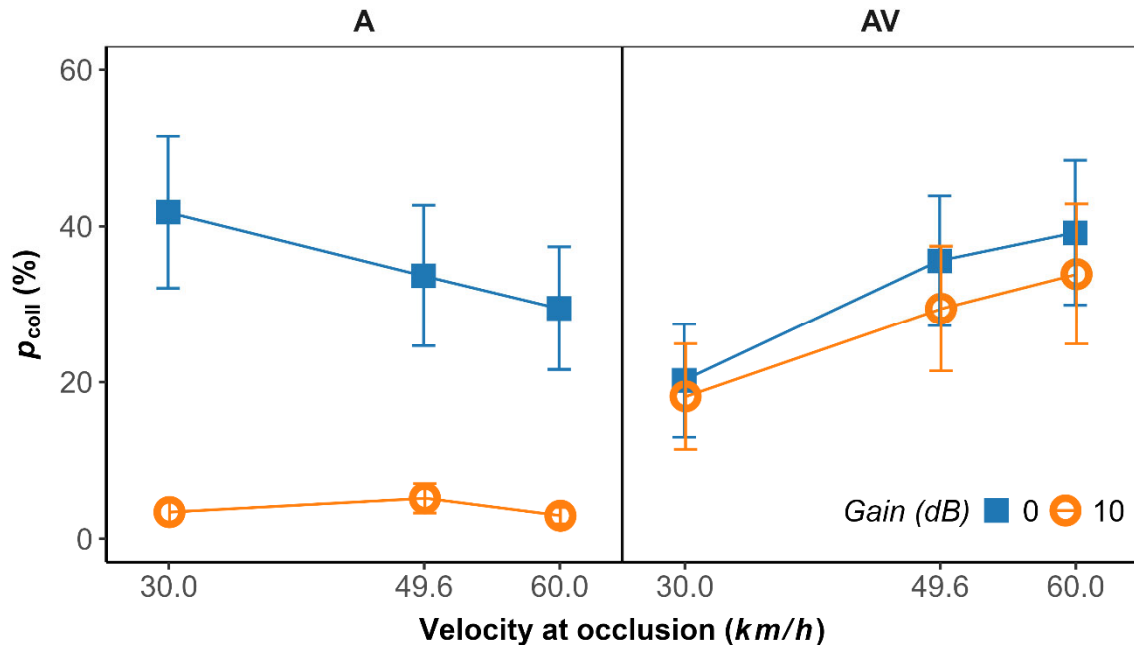 A AV
60
40
20
0
p_coll (%)
Gain (dB) 0 10
30.0 49.6 60.0 30.0 49.6 60.0
Velocity at occlusion (km/h)